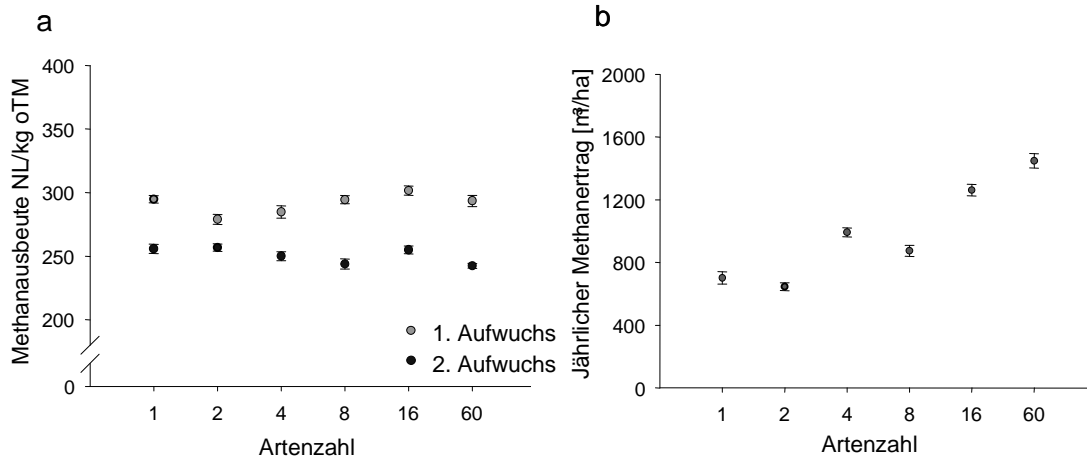 a
Methanausbeute NL/kg oTM
400
350
300
250
200
0
1 2 4 8 16 60
Artenzahl
1. Aufwuchs
2. Aufwuchs
b
Jährlicher Methanertrag [m³/ha]
2000
1600
1200
800
400
0
1 2 4 8 16 60
Artenzahl